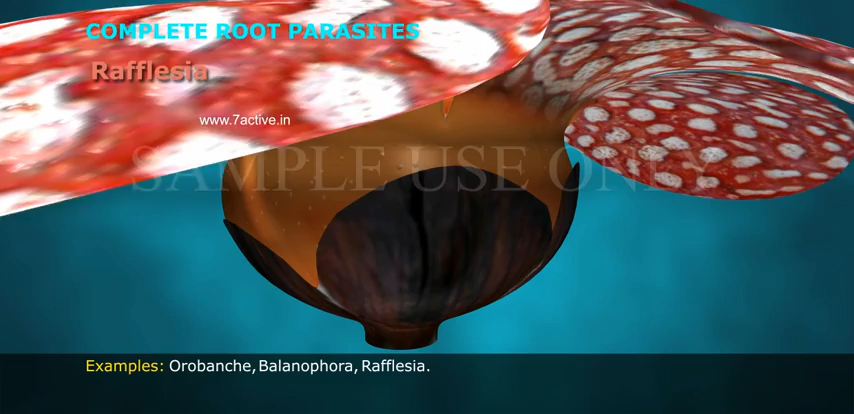 COMPLETE ROOT PARASITES
Rafflesia
www.7active.in
SAMPLE USE ONLY
Examples: Orobanche, Balanophora, Rafflesia.